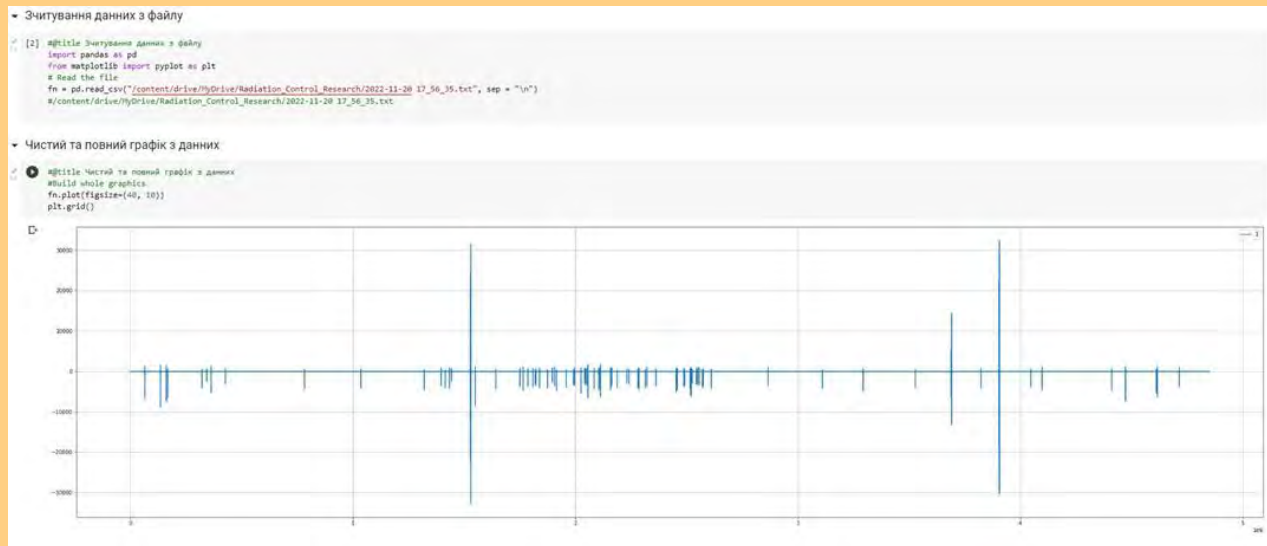 Зчитування данних з файлу
[2] #@title Зчитування данних з файлу
import pandas as pd
from matplotlib import pyplot as plt
# Read the file
fn = pd.read_csv("/content/drive/MyDrive/Radiation_Control_Research/2022-11-20 17_56_35.txt", sep = "\n")
#/content/drive/MyDrive/Radiation_Control_Research/2022-11-20 17_56_35.txt
Чистий та повний графік з данних
#@title Чистий та повний графік з данних
#Build whole graphics
fn.plot(figsize=(40, 10))
plt.grid()
30000
20000
10000
0
-10000
-20000
-30000
0 1 2 3 4 5